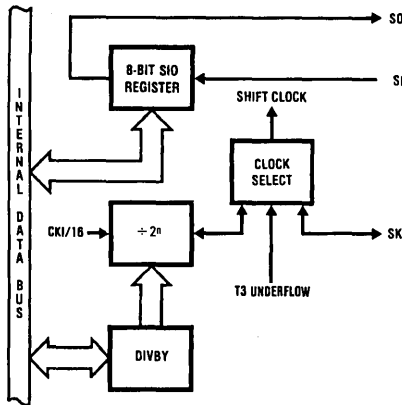 SO
8-BIT SIO
REGISTER
SI
SHIFT CLOCK
INTERNAL DATA BUS
CLOCK
SELECT
CKI/16
÷2ⁿ
SK
T3 UNDERFLOW
DIVBY